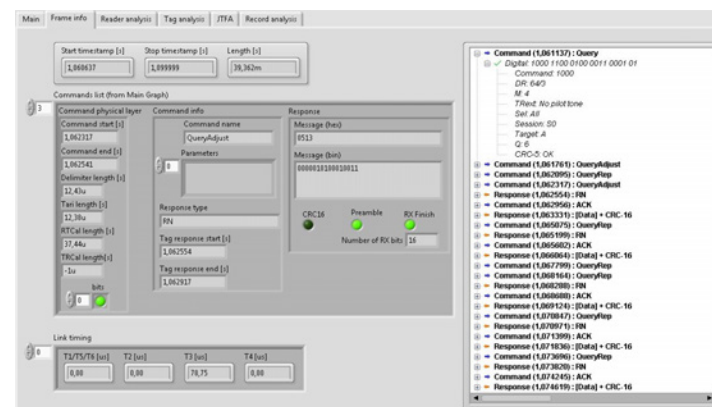 Main Frame info Reader analysis Tag analysis JTFA Record analysis
Start timestamp [s] Stop timestamp [s] Length [s]
1,060637 1,099999 39,362m
Commands list (from Main Graph)
3
Command physical layer Command info Response
Command start [s] Command name Message (hex)
1,062317 QueryAdjust 0513
Command end [s] Parameters Message (bin)
1,062541 0 0000010100010011
Delimiter length [s]
12,43u
Tari length [s] Response type
12,38u RN CRC16 Preamble RX Finish
RTCal length [s] Tag response start [s] Number of RX bits 16
37,44u 1,062554
TRCal length[s] Tag response end [s]
-1u 1,062917
bits
0
Link timing
0 T1/T5/T6 [us] T2 [us] T3 [us] T4 [us]
0,00 0,00 78,75 0,00
Command (1,061137) : Query
Digital: 1000 1100 0100 0011 0001 01
Command: 1000
DR: 64/3
M: 4
TRext: No pilot tone
Sel: All
Session: S0
Target: A
Q: 6
CRC-5: OK
Command (1,061761) : QueryAdjust
Command (1,062095) : QueryRep
Command (1,062317) : QueryAdjust
Response (1,062554) : RN
Command (1,062956) : ACK
Response (1,063331) : [Data] + CRC-16
Command (1,065075) : QueryRep
Response (1,065199) : RN
Command (1,065602) : ACK
Response (1,066064) : [Data] + CRC-16
Command (1,067799) : QueryRep
Command (1,068164) : QueryRep
Response (1,068288) : RN
Command (1,068688) : ACK
Response (1,069124) : [Data] + CRC-16
Command (1,070847) : QueryRep
Response (1,070971) : RN
Command (1,071399) : ACK
Response (1,071836) : [Data] + CRC-16
Command (1,073696) : QueryRep
Response (1,073820) : RN
Command (1,074245) : ACK
Response (1,074619) : [Data] + CRC-16